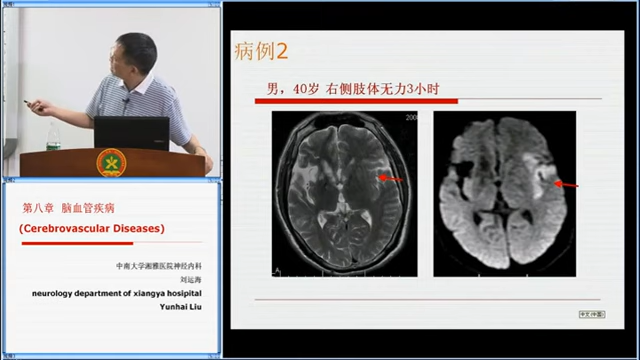 病例2
男，40岁 右侧肢体无力3小时
200
第八章 脑血管疾病
(Cerebrovascular Diseases)
中南大学湘雅医院神经内科
刘运海
neurology department of xiangya hosipital
Yunhai Liu